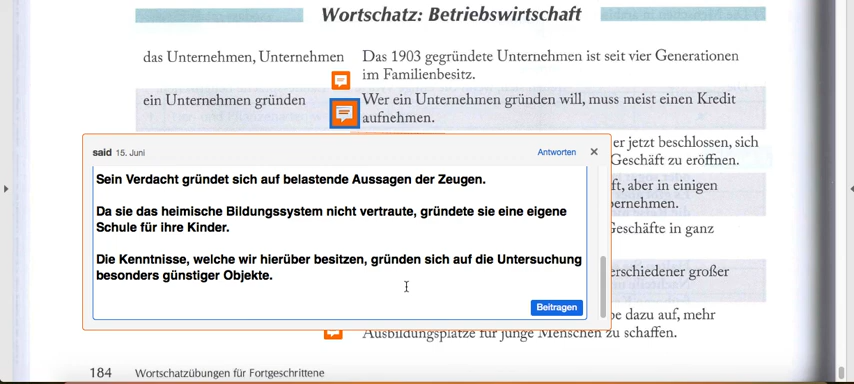 Wortschatz: Betriebswirtschaft
das Unternehmen, Unternehmen
Das 1903 gegründete Unternehmen ist seit vier Generationen
im Familienbesitz.
ein Unternehmen gründen
Wer ein Unternehmen gründen will, muss meist einen Kredit
aufnehmen.
er jetzt beschlossen, sich
Geschäft zu eröffnen.
ft, aber in einigen
bernehmen.
Geschäfte in ganz
erschiedener großer
be dazu auf, mehr
Ausbildungsplätze für junge Menschen zu schaffen.
said 15. Juni
Antworten
Sein Verdacht gründet sich auf belastende Aussagen der Zeugen.
Da sie das heimische Bildungssystem nicht vertraute, gründete sie eine eigene
Schule für ihre Kinder.
Die Kenntnisse, welche wir hierüber besitzen, gründen sich auf die Untersuchung
besonders günstiger Objekte.
Beitragen
184 Wortschatzübungen für Fortgeschrittene